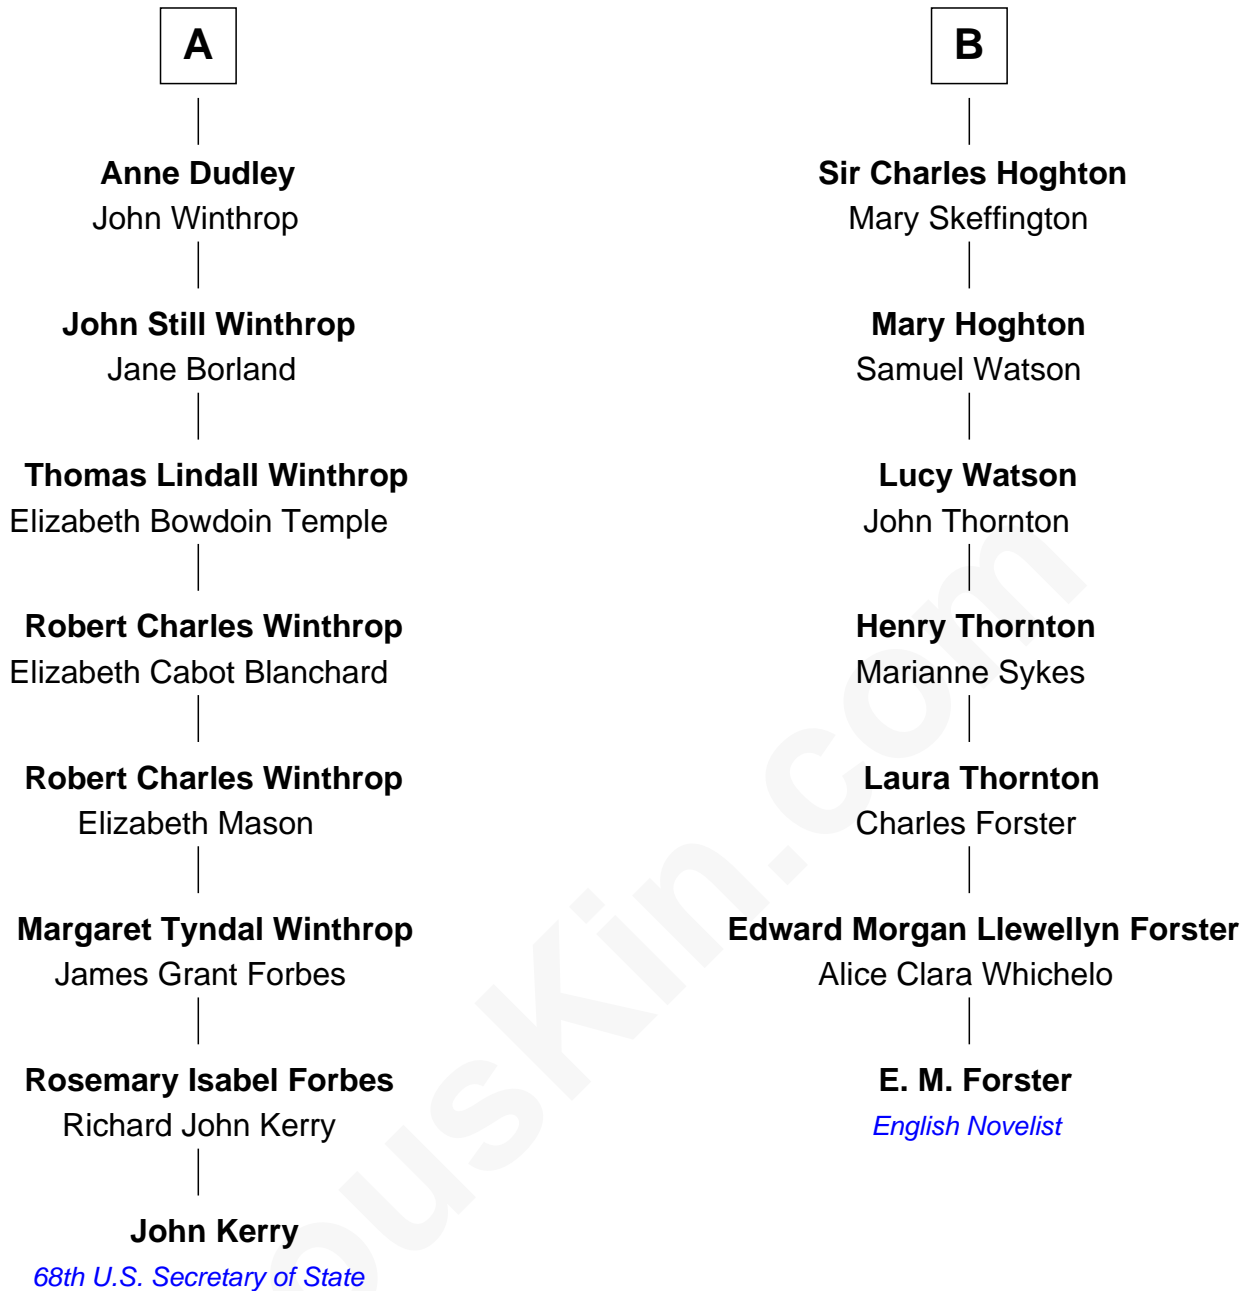 A
Anne Dudley
John Winthrop
John Still Winthrop
Jane Borland
Thomas Lindall Winthrop
Elizabeth Bowdoin Temple
Robert Charles Winthrop
Elizabeth Cabot Blanchard
Robert Charles Winthrop
Elizabeth Mason
Margaret Tyndal Winthrop
James Grant Forbes
Rosemary Isabel Forbes
Richard John Kerry
John Kerry
68th U.S. Secretary of State
B
Sir Charles Hoghton
Mary Skeffington
Mary Hoghton
Samuel Watson
Lucy Watson
John Thornton
Henry Thornton
Marianne Sykes
Laura Thornton
Charles Forster
Edward Morgan Llewellyn Forster
Alice Clara Whichelo
E. M. Forster
English Novelist
ousKin.com